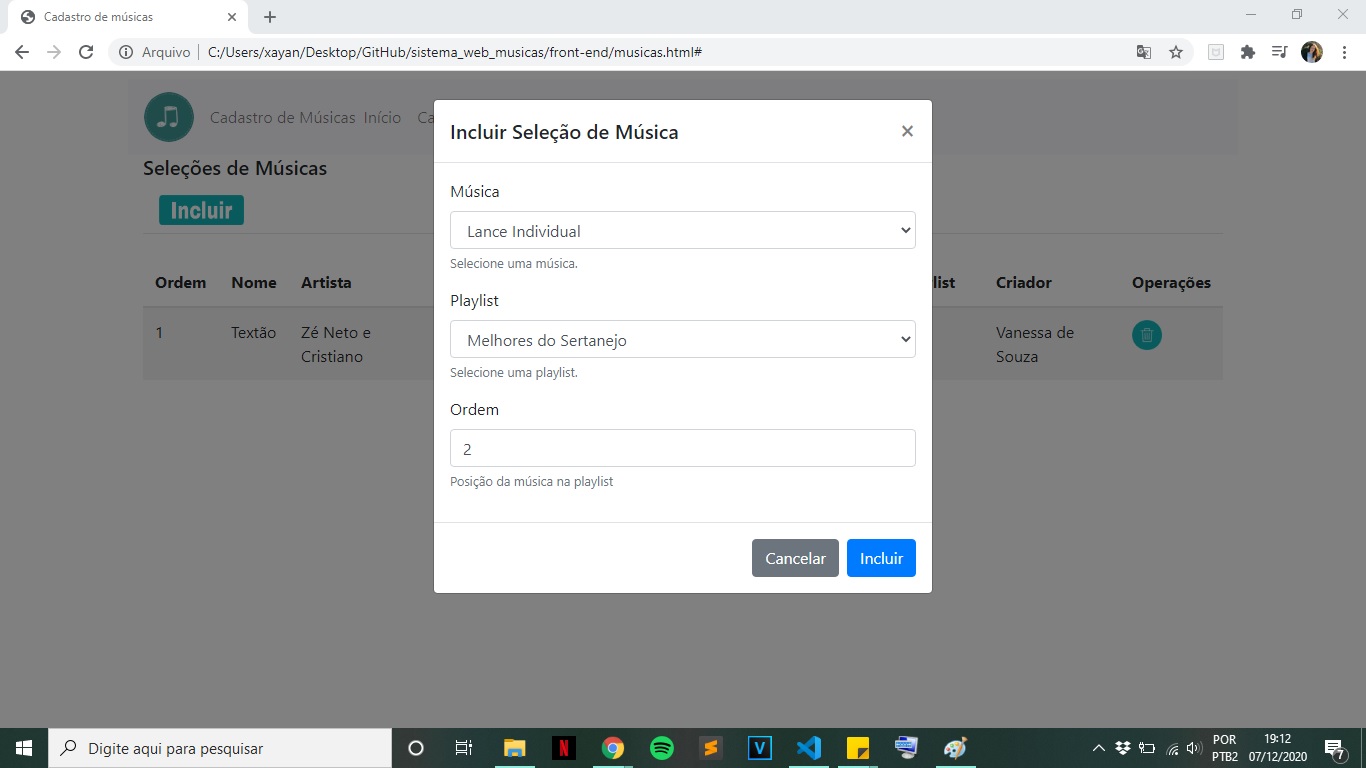 Cadastro de músicas
Arquivo C:/Users/xayan/Desktop/GitHub/sistema_web_musicas/front-end/musicas.html#
Cadastro de Músicas Início Ca
Seleções de Músicas
Incluir
Ordem Nome Artista list Criador Operações
1 Textão Zé Neto e Vanessa de
Cristiano Souza
Incluir Seleção de Música
×
Música
Lance Individual
Selecione uma música.
Playlist
Melhores do Sertanejo
Selecione uma playlist.
Ordem
2
Posição da música na playlist
Cancelar Incluir
Digite aqui para pesquisar
N
V
POR 19:12
PTB2 07/12/2020
7